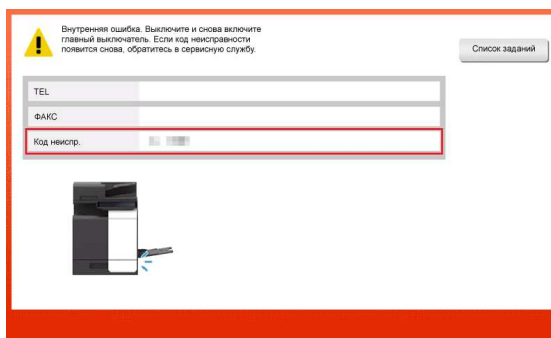 Внутренняя ошибка. Выключите и снова включите
главный выключатель. Если код неисправности
появится снова, обратитесь в сервисную службу.
Список заданий
TEL
ФАКС
Код неиспр.